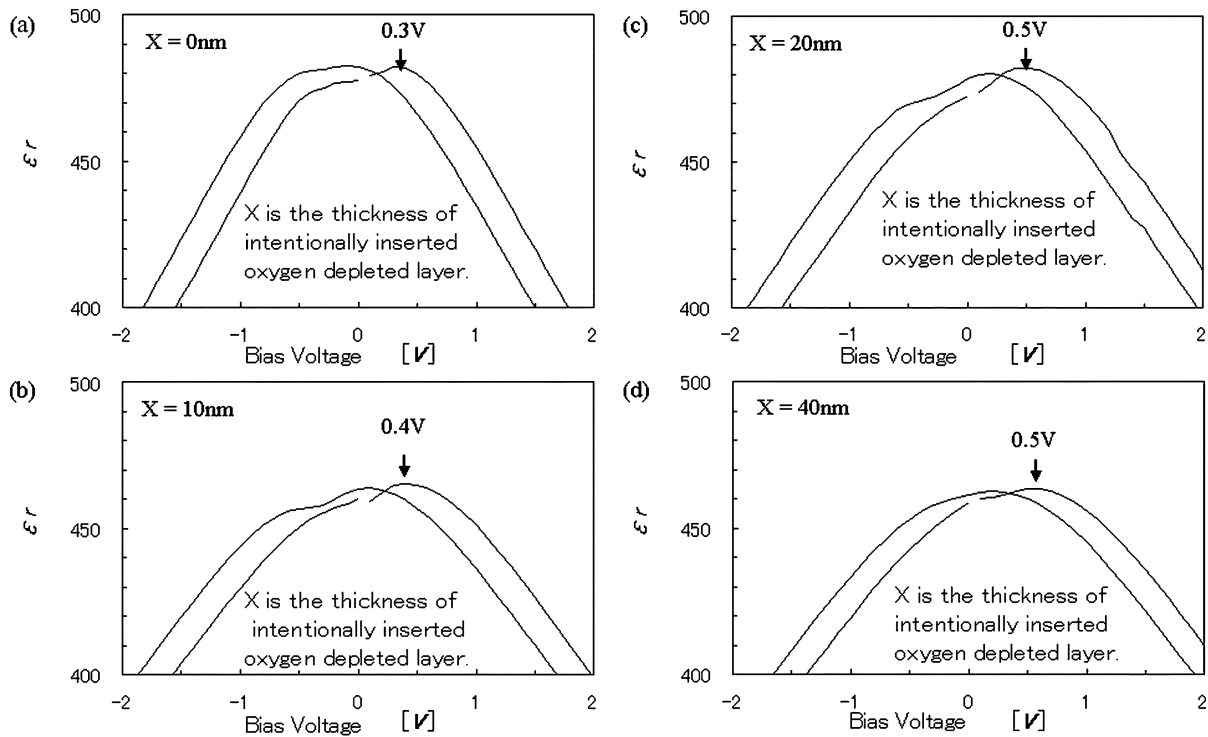 (a)
500
450
400
ε r
X = 0nm
0.3V
X is the thickness of
intentionally inserted
oxygen depleted layer.
-2
-1
0
1
2
Bias Voltage [V]
(c)
500
450
400
ε r
X = 20nm
0.5V
X is the thickness of
intentionally inserted
oxygen depleted layer.
-2
-1
0
1
2
Bias Voltage [V]
(b)
500
450
400
ε r
X = 10nm
0.4V
X is the thickness of
intentionally inserted
oxygen depleted layer.
-2
-1
0
1
2
Bias Voltage [V]
(d)
500
450
400
ε r
X = 40nm
0.5V
X is the thickness of
intentionally inserted
oxygen depleted layer.
-2
-1
0
1
2
Bias Voltage [V]